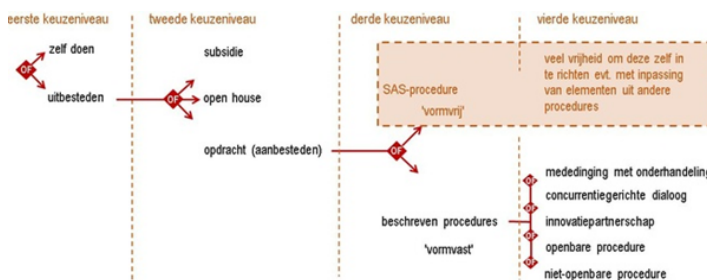 eerste keuzeniveau
tweede keuzeniveau
derde keuzeniveau
vierde keuzeniveau
zelf doen
OF
uitbesteden
subsidie
OF
open house
opdracht (aanbesteden)
OF
SAS-procedure
'vormvrij'
veel vrijheid om deze zelf in
te richten evt. met inpassing
van elementen uit andere
procedures
beschreven procedures
'vormvast'
mededinging met onderhandeling
OF
concurrentiegerichte dialoog
OF
innovatiepartnerschap
OF
openbare procedure
OF
niet-openbare procedure